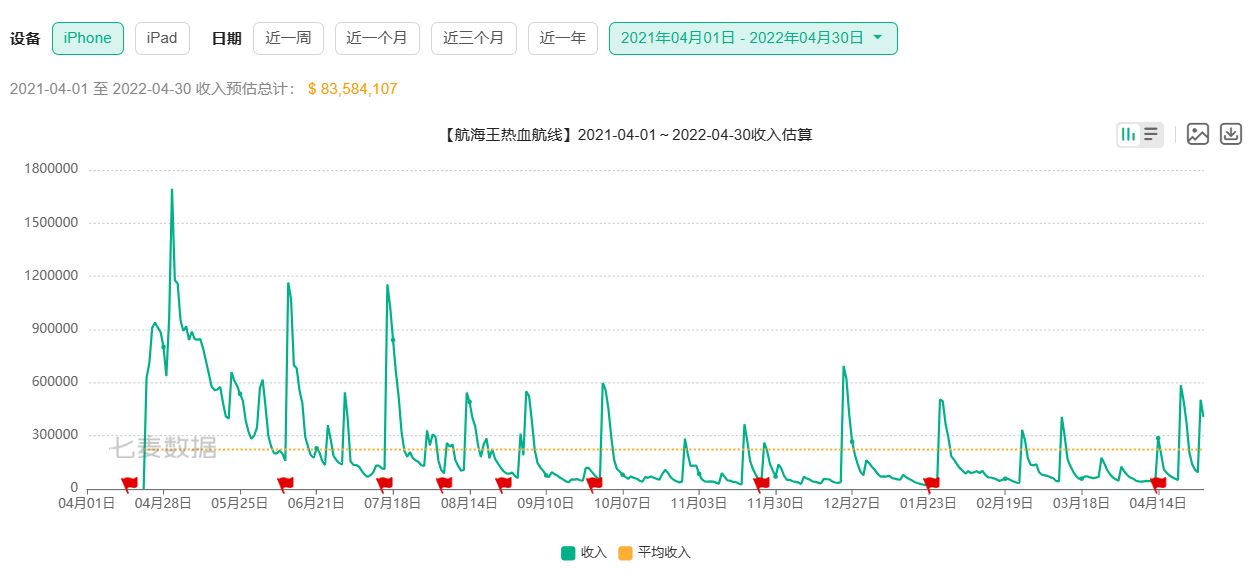 设备 iPhone iPad 日期 近一周 近一个月 近三个月 近一年 2021年04月01日 - 2022年04月30日
2021-04-01 至 2022-04-30 收入预估总计： $ 83,584,107
【航海王热血航线】2021-04-01～2022-04-30收入估算
1800000
1500000
1200000
900000
600000
300000
七麦数据
0
04月01日 04月28日 05月25日 06月21日 07月18日 08月14日 09月10日 10月07日 11月03日 11月30日 12月27日 01月23日 02月19日 03月18日 04月14日
收入 平均收入